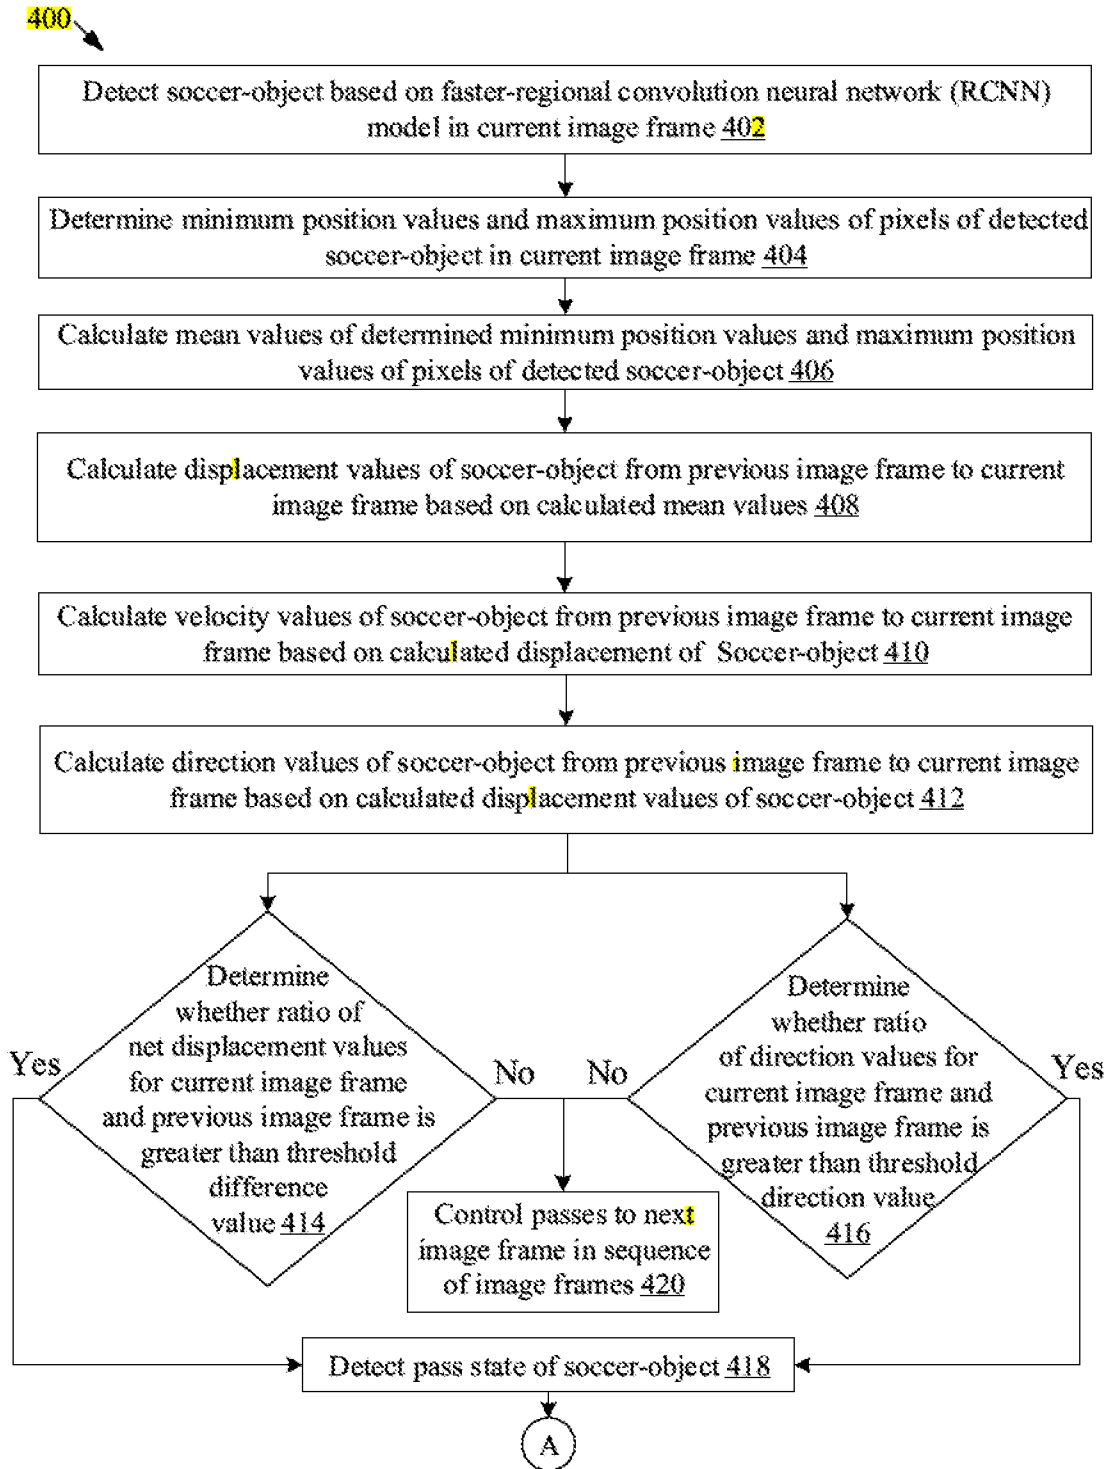 400
Detect soccer-object based on faster-regional convolution neural network (RCNN)
model in current image frame 402
Determine minimum position values and maximum position values of pixels of detected
soccer-object in current image frame 404
Calculate mean values of determined minimum position values and maximum position
values of pixels of detected soccer-object 406
Calculate displacement values of soccer-object from previous image frame to current
image frame based on calculated mean values 408
Calculate velocity values of soccer-object from previous image frame to current image
frame based on calculated displacement of Soccer-object 410
Calculate direction values of soccer-object from previous image frame to current image
frame based on calculated displacement values of soccer-object 412
Determine
whether ratio of
net displacement values
for current image frame
and previous image frame is
greater than threshold
difference
value 414
Yes
No
Determine
whether ratio
of direction values for
current image frame and
previous image frame is
greater than threshold
direction value
416
No
Yes
Control passes to next
image frame in sequence
of image frames 420
Detect pass state of soccer-object 418
A